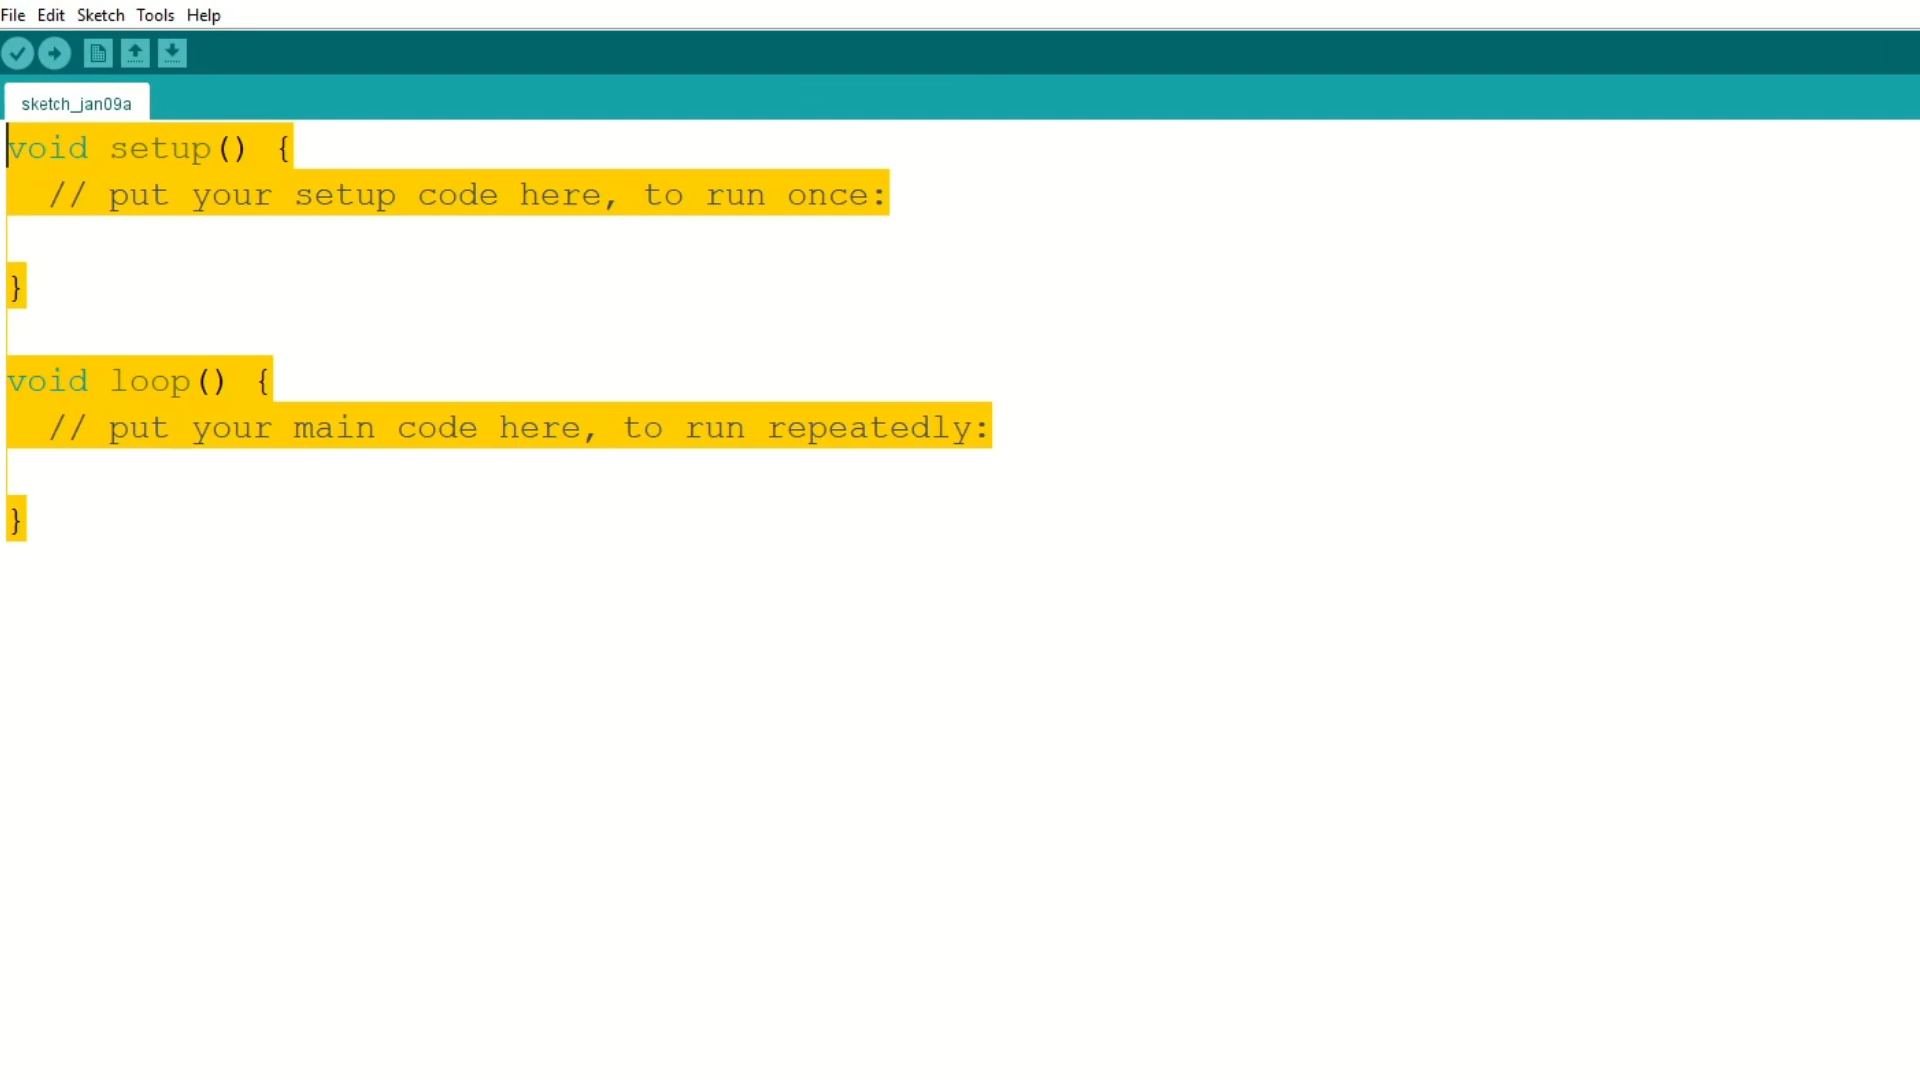 File Edit Sketch Tools Help
sketch_jan09a
void setup() {
  // put your setup code here, to run once:
}
void loop() {
  // put your main code here, to run repeatedly:
}